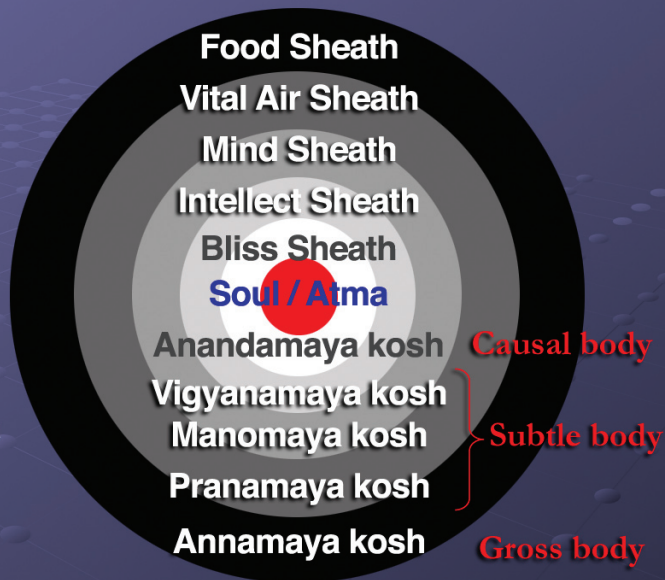 Food Sheath
Vital Air Sheath
Mind Sheath
Intellect Sheath
Bliss Sheath
Soul / Atma
Anandamaya kosh Causal body
Vigyanamaya kosh
Manomaya kosh Subtle body
Pranamaya kosh
Annamaya kosh Gross body